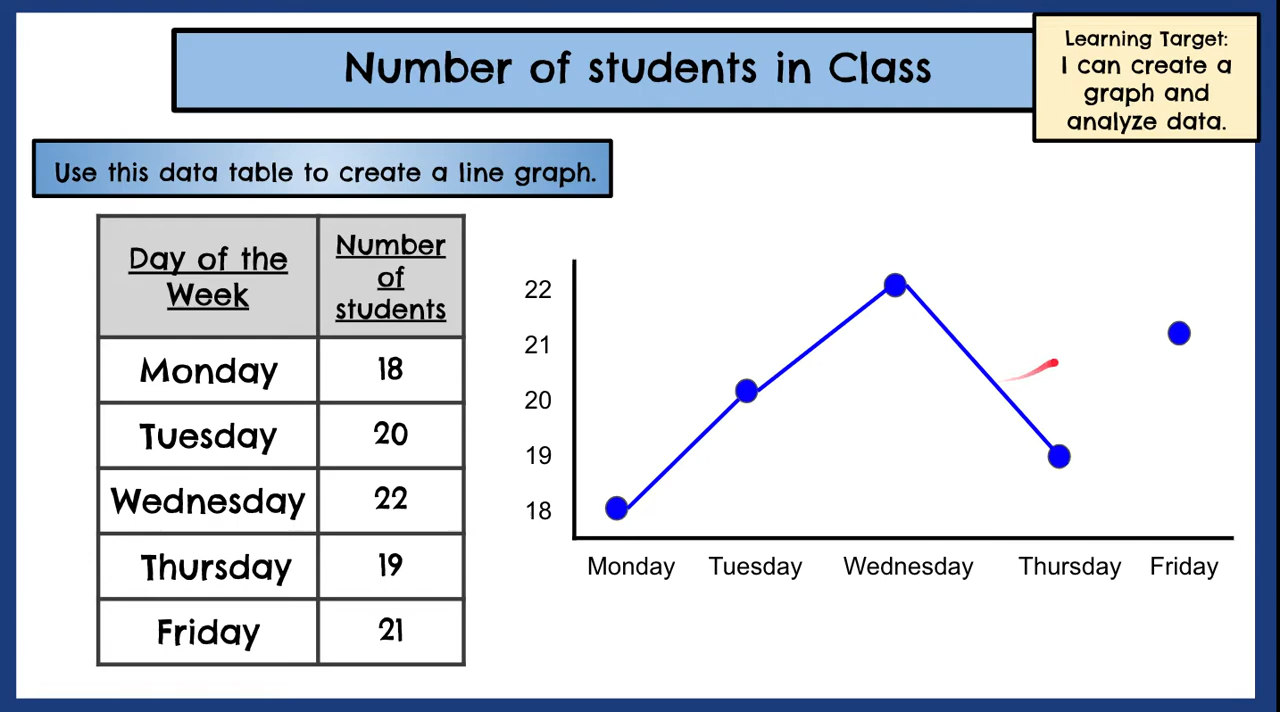 Number of students in Class
Learning Target:
I can create a
graph and
analyze data.
Use this data table to create a line graph.
Day of the
Week
Number
of
students
Monday 18
Tuesday 20
Wednesday 22
Thursday 19
Friday 21
22
21
20
19
18
Monday Tuesday Wednesday Thursday Friday